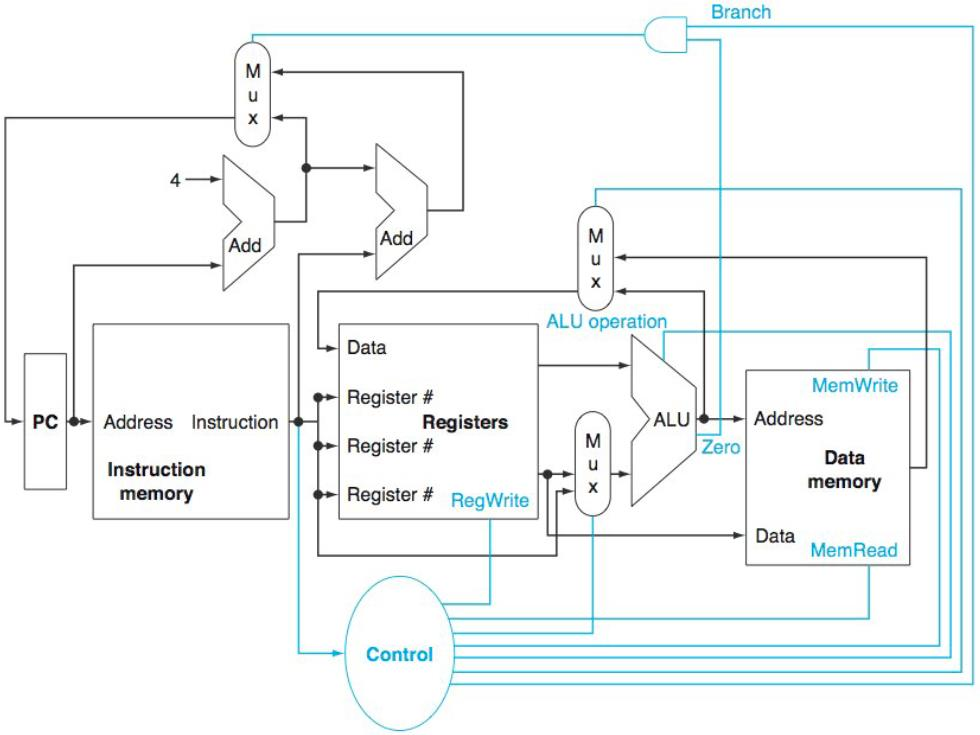 Branch
M
u
x
4
Add
Add
M
u
x
ALU operation
Data
Register #
Registers
Register #
Register #
RegWrite
PC
Address
Instruction
Instruction
memory
M
u
x
ALU
Zero
MemWrite
Address
Data
memory
Data
MemRead
Control